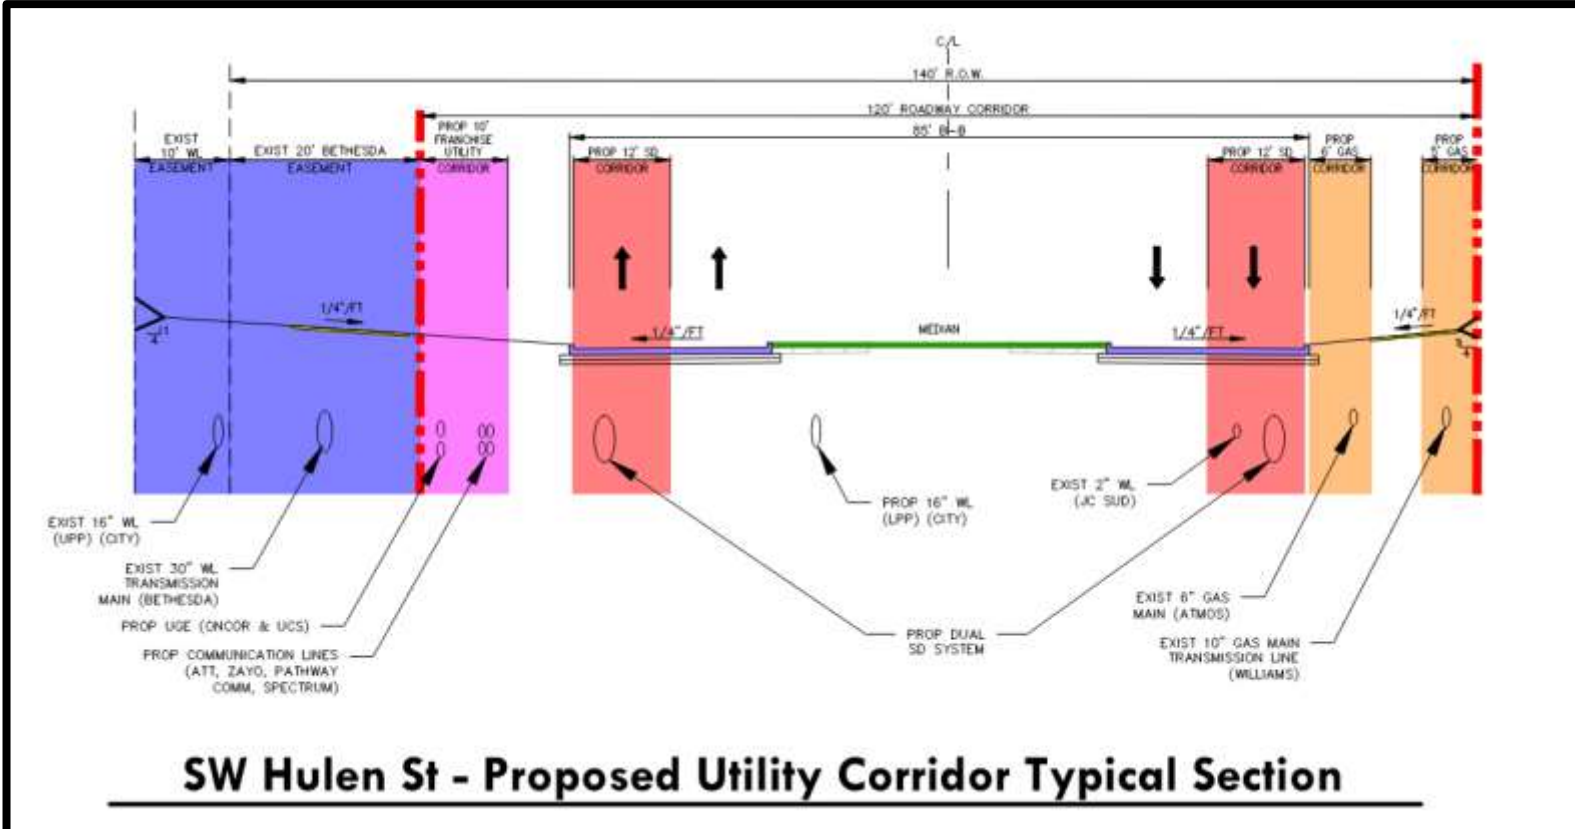 C/L
140' R.O.W.
120' ROADWAY CORRIDOR
85' B-B
EXIST
10' WL
EASEMENT
EXIST 20' BETHESDA
EASEMENT
PROP 10'
FRANCHISE
UTILITY
CORRIDOR
PROP 12' SD
CORRIDOR
PROP 12' SD
CORRIDOR
PROP
6' GAS
CORRIDOR
PROP
5' GAS
CORRIDOR
1/4"/FT
1/4"/FT
MEDIAN
1/4"/FT
1/4"/FT
1
4
4
EXIST 16" WL
(UPP) (CITY)
EXIST 30" WL
TRANSMISSION
MAIN (BETHESDA)
PROP UGE (ONCOR & UCS)
PROP COMMUNICATION LINES
(ATT, ZAYO, PATHWAY
COMM, SPECTRUM)
PROP 16" WL
(LPP) (CITY)
PROP DUAL
SD SYSTEM
EXIST 2" WL
(JC SUD)
EXIST 6" GAS
MAIN (ATMOS)
EXIST 10" GAS MAIN
TRANSMISSION LINE
(WILLIAMS)
SW Hulen St - Proposed Utility Corridor Typical Section